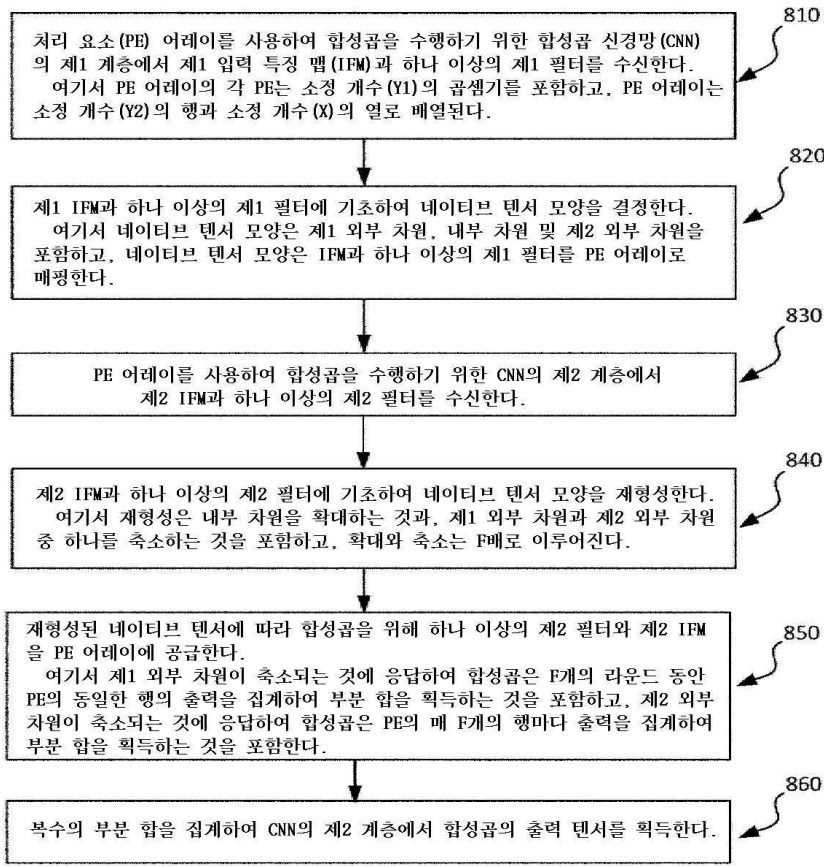 810
처리 요소(PE) 어레이를 사용하여 합성곱을 수행하기 위한 합성곱 신경망(CNN)
의 제1 계층에서 제1 입력 특징 맵(IFM)과 하나 이상의 제1 필터를 수신한다.
여기서 PE 어레이의 각 PE는 소정 개수(Y1)의 곱셈기를 포함하고, PE 어레이는
소정 개수(Y2)의 행과 소정 개수(X)의 열로 배열된다.
820
제1 IFM과 하나 이상의 제1 필터에 기초하여 네이티브 텐서 모양을 결정한다.
여기서 네이티브 텐서 모양은 제1 외부 차원, 내부 차원 및 제2 외부 차원을
포함하고, 네이티브 텐서 모양은 IFM과 하나 이상의 제1 필터를 PE 어레이로
매핑한다.
830
PE 어레이를 사용하여 합성곱을 수행하기 위한 CNN의 제2 계층에서
제2 IFM과 하나 이상의 제2 필터를 수신한다.
840
제2 IFM과 하나 이상의 제2 필터에 기초하여 네이티브 텐서 모양을 재형성한다.
여기서 재형성은 내부 차원을 확대하는 것과, 제1 외부 차원과 제2 외부 차원
중 하나를 축소하는 것을 포함하고, 확대와 축소는 F배로 이루어진다.
850
재형성된 네이티브 텐서에 따라 합성곱을 위해 하나 이상의 제2 필터와 제2 IFM
을 PE 어레이에 공급한다.
여기서 제1 외부 차원이 축소되는 것에 응답하여 합성곱은 F개의 라운드 동안
PE의 동일한 행의 출력을 집계하여 부분 합을 획득하는 것을 포함하고, 제2 외부
차원이 축소되는 것에 응답하여 합성곱은 PE의 매 F개의 행마다 출력을 집계하여
부분 합을 획득하는 것을 포함한다.
860
복수의 부분 합을 집계하여 CNN의 제2 계층에서 합성곱의 출력 텐서를 획득한다.